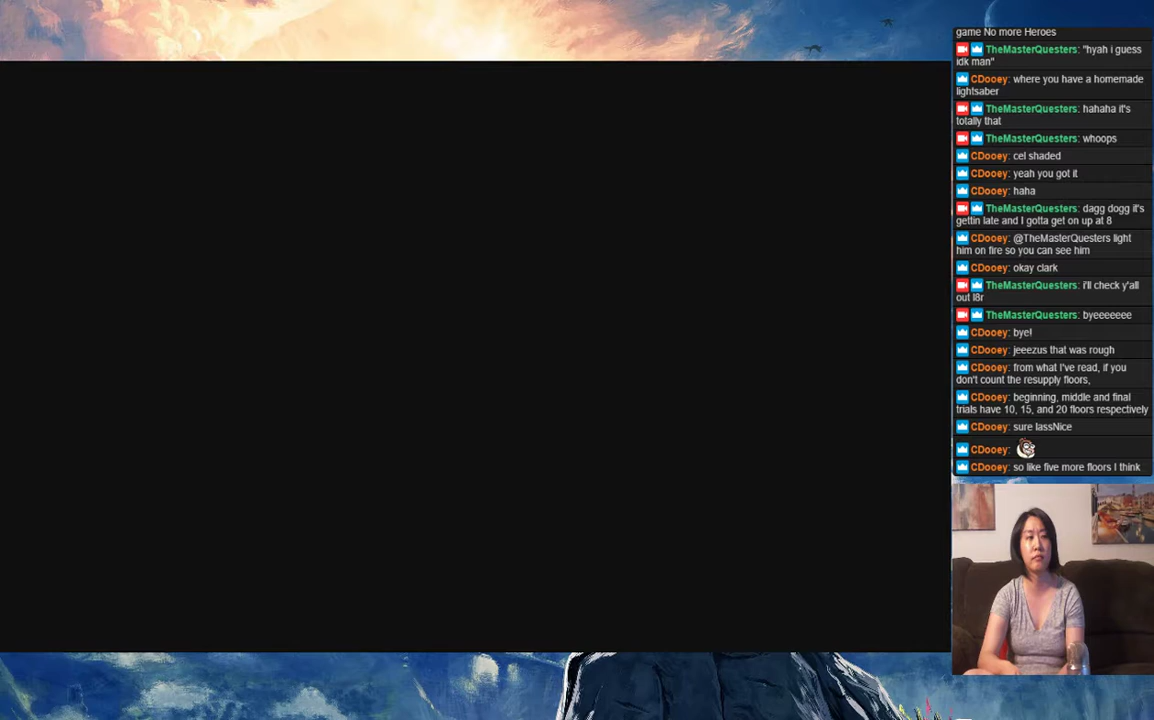 game No more Heroes
TheMasterQuesters: "hyah i guess
idk man"
CDooey: where you have a homemade
lightsaber
TheMasterQuesters: hahaha it's
totally that
TheMasterQuesters: whoops
CDooey: cel shaded
CDooey: yeah you got it
CDooey: haha
TheMasterQuesters: dagg dogg it's
gettin late and I gotta get on up at 8
CDooey: @TheMasterQuesters light
him on fire so you can see him
CDooey: okay clark
TheMasterQuesters: i'll check y'all
out l8r
TheMasterQuesters: byeeeeeee
CDooey: bye!
CDooey: jeeezus that was rough
CDooey: from what I've read, if you
don't count the resupply floors,
CDooey: beginning, middle and final
trials have 10, 15, and 20 floors respectively
CDooey: sure lassNice
CDooey:
CDooey: so like five more floors I think